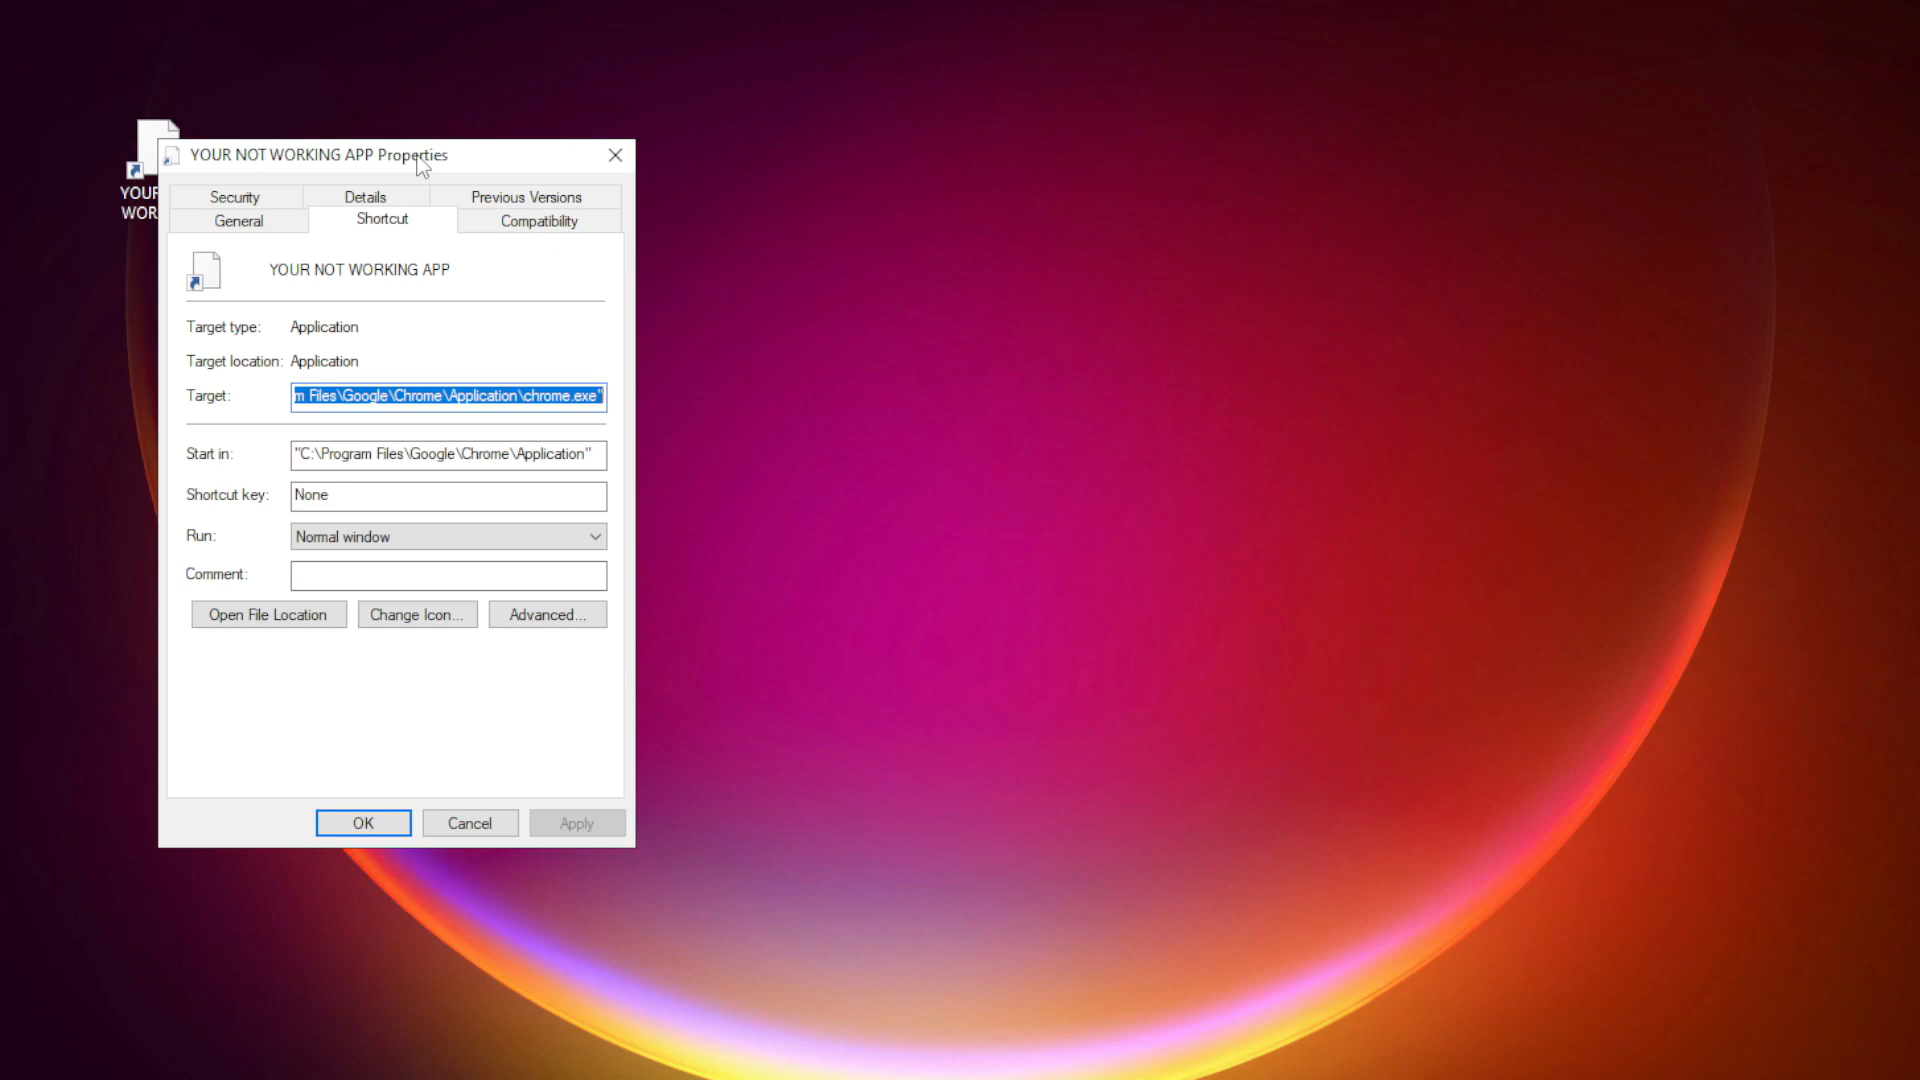 YOUR
WOR
YOUR NOT WORKING APP Properties
Security Details Previous Versions
General Shortcut Compatibility
YOUR NOT WORKING APP
Target type: Application
Target location: Application
Target: m Files\Google\Chrome\Application\chrome.exe"
Start in: "C:\Program Files\Google\Chrome\Application"
Shortcut key: None
Run: Normal window
Comment:
Open File Location Change Icon... Advanced...
OK Cancel Apply